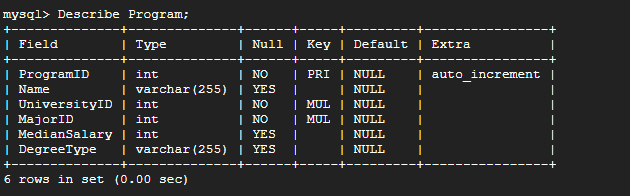 mysql> Describe Program;
+--------------+--------------+------+-----+---------+----------------+
| Field        | Type         | Null | Key | Default | Extra          |
+--------------+--------------+------+-----+---------+----------------+
| ProgramID    | int          | NO   | PRI | NULL    | auto_increment |
| Name         | varchar(255) | YES  |     | NULL    |                |
| UniversityID | int          | NO   | MUL | NULL    |                |
| MajorID      | int          | NO   | MUL | NULL    |                |
| MedianSalary | int          | YES  |     | NULL    |                |
| DegreeType   | varchar(255) | YES  |     | NULL    |                |
+--------------+--------------+------+-----+---------+----------------+
6 rows in set (0.00 sec)